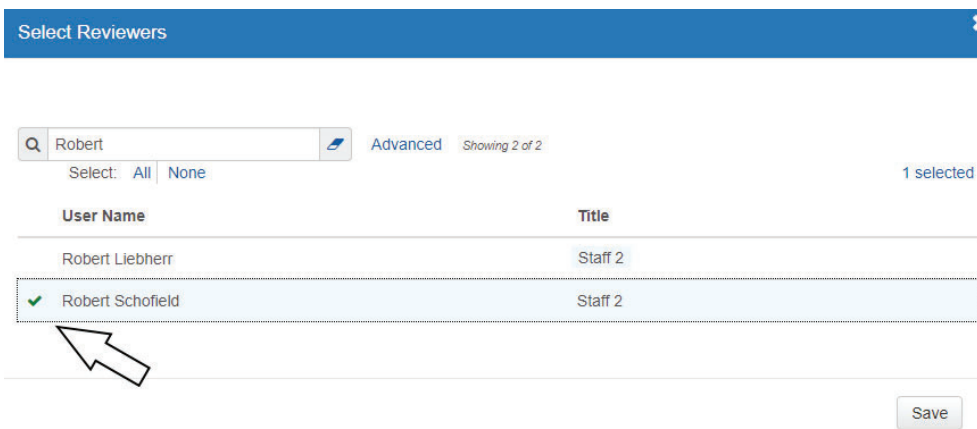 Select Reviewers
Robert Advanced Showing 2 of 2
Select: All None 1 selected
User Name Title
Robert Liebherr Staff 2
Robert Schofield Staff 2
Save